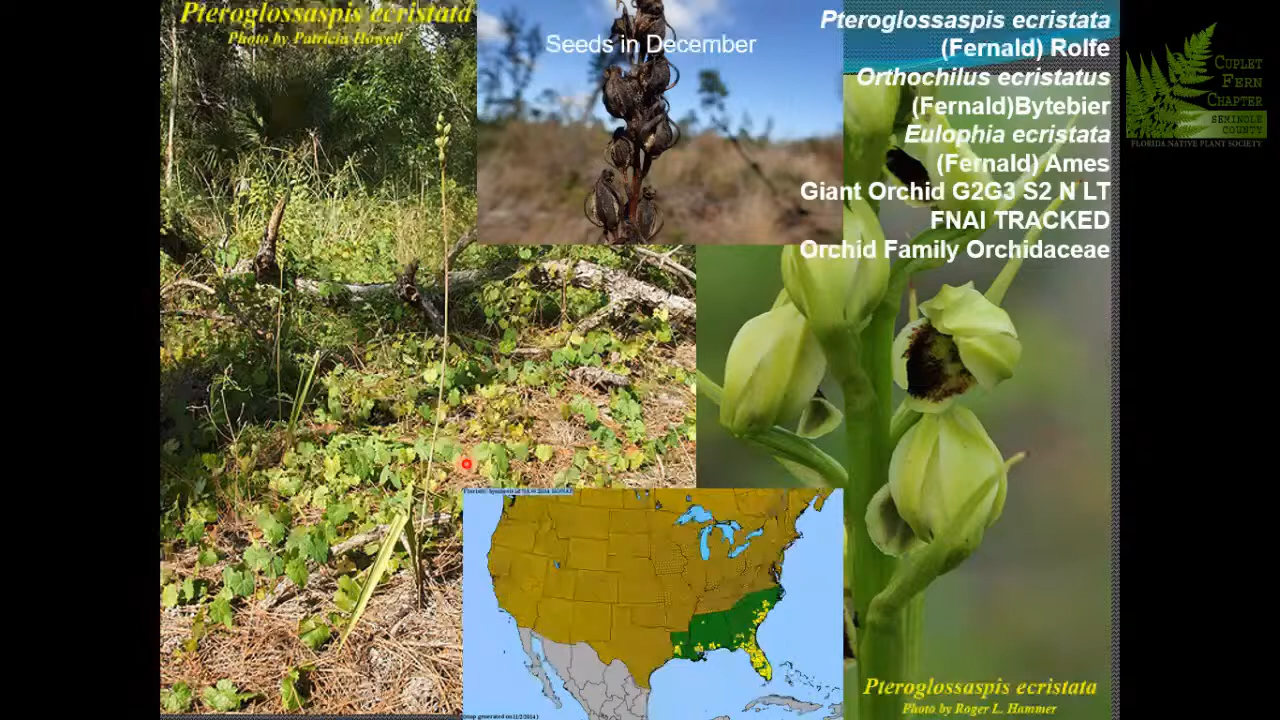 Pteroglossaspis ecristata
Photo by Patricia Howell
Seeds in December
Pteroglossaspis ecristata
(Fernald) Rolfe
Orthochilus ecristatus
(Fernald)Bytebier
Eulophia ecristata
(Fernald) Ames
Giant Orchid G2G3 S2 N LT
FNAI TRACKED
Orchid Family Orchidaceae
CUPLET
FERN
CHAPTER
SEMINOLE
COUNTY
FLORIDA NATIVE PLANT SOCIETY
Pteroglossaspis ecristata
Photo by Roger L. Hammer